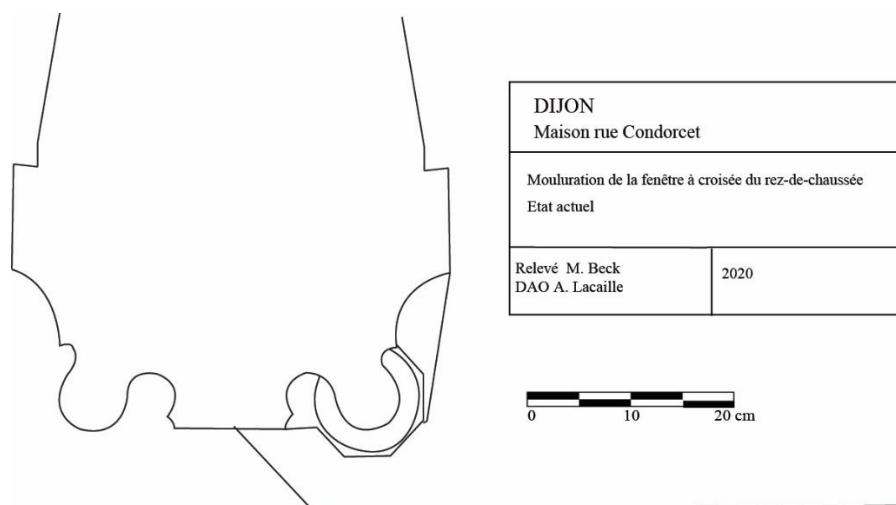 DIJON
Maison rue Condorcet
Mouluration de la fenêtre à croisée du rez-de-chaussée
Etat actuel
Relevé M. Beck
DAO A. Lacaille
2020
0 10 20 cm